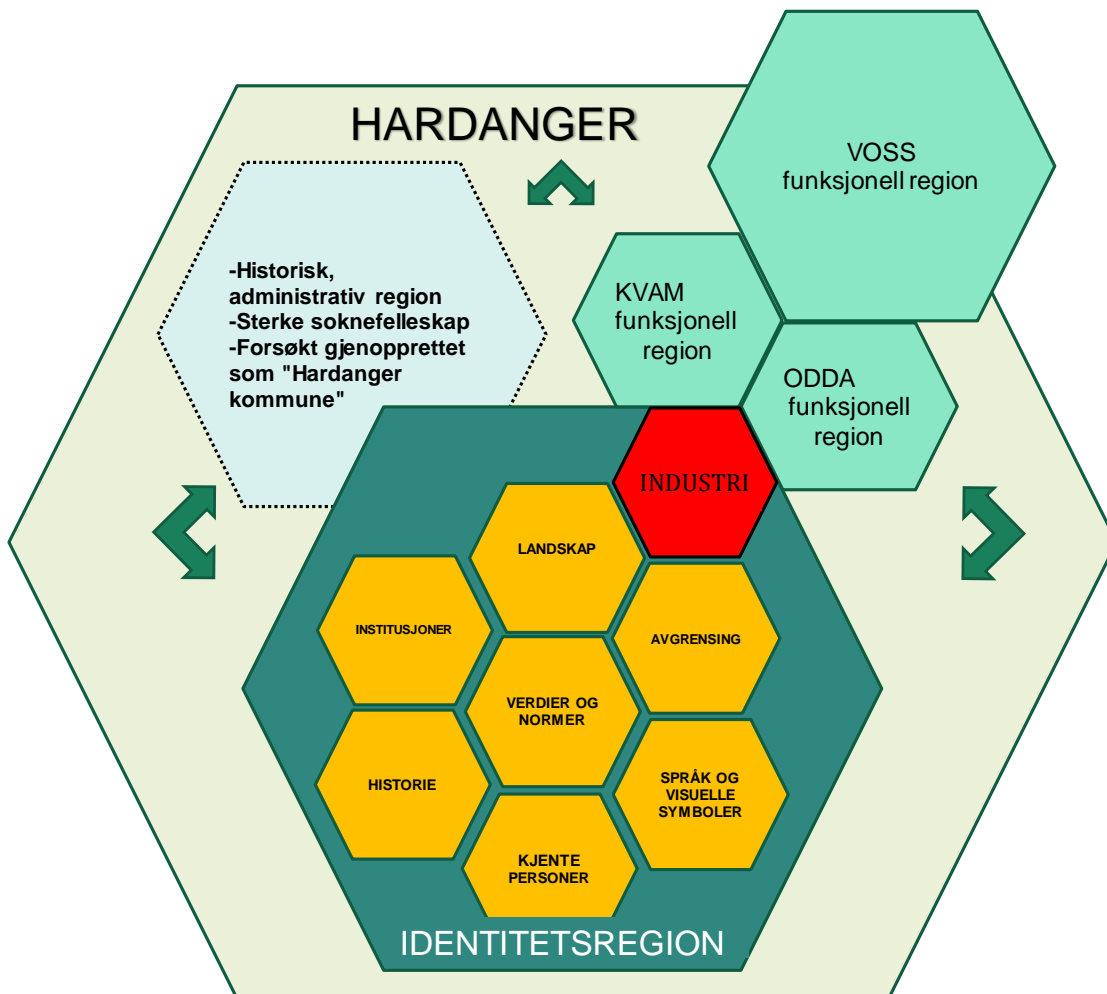 HARDANGER
VOSS
funksjonell region
-Historisk,
administrativ region
-Sterke soknefelleskap
-Forsøkt gjenopprettet
som "Hardanger
kommune"
KVAM
funksjonell
region
ODDA
funksjonell
region
INDUSTRI
LANDSKAP
INSTITUSJONER
AVGRENSING
VERDIER OG
NORMER
HISTORIE
SPRÅK OG
VISUELLE
SYMBOLER
KJENTE
PERSONER
IDENTITETSREGION